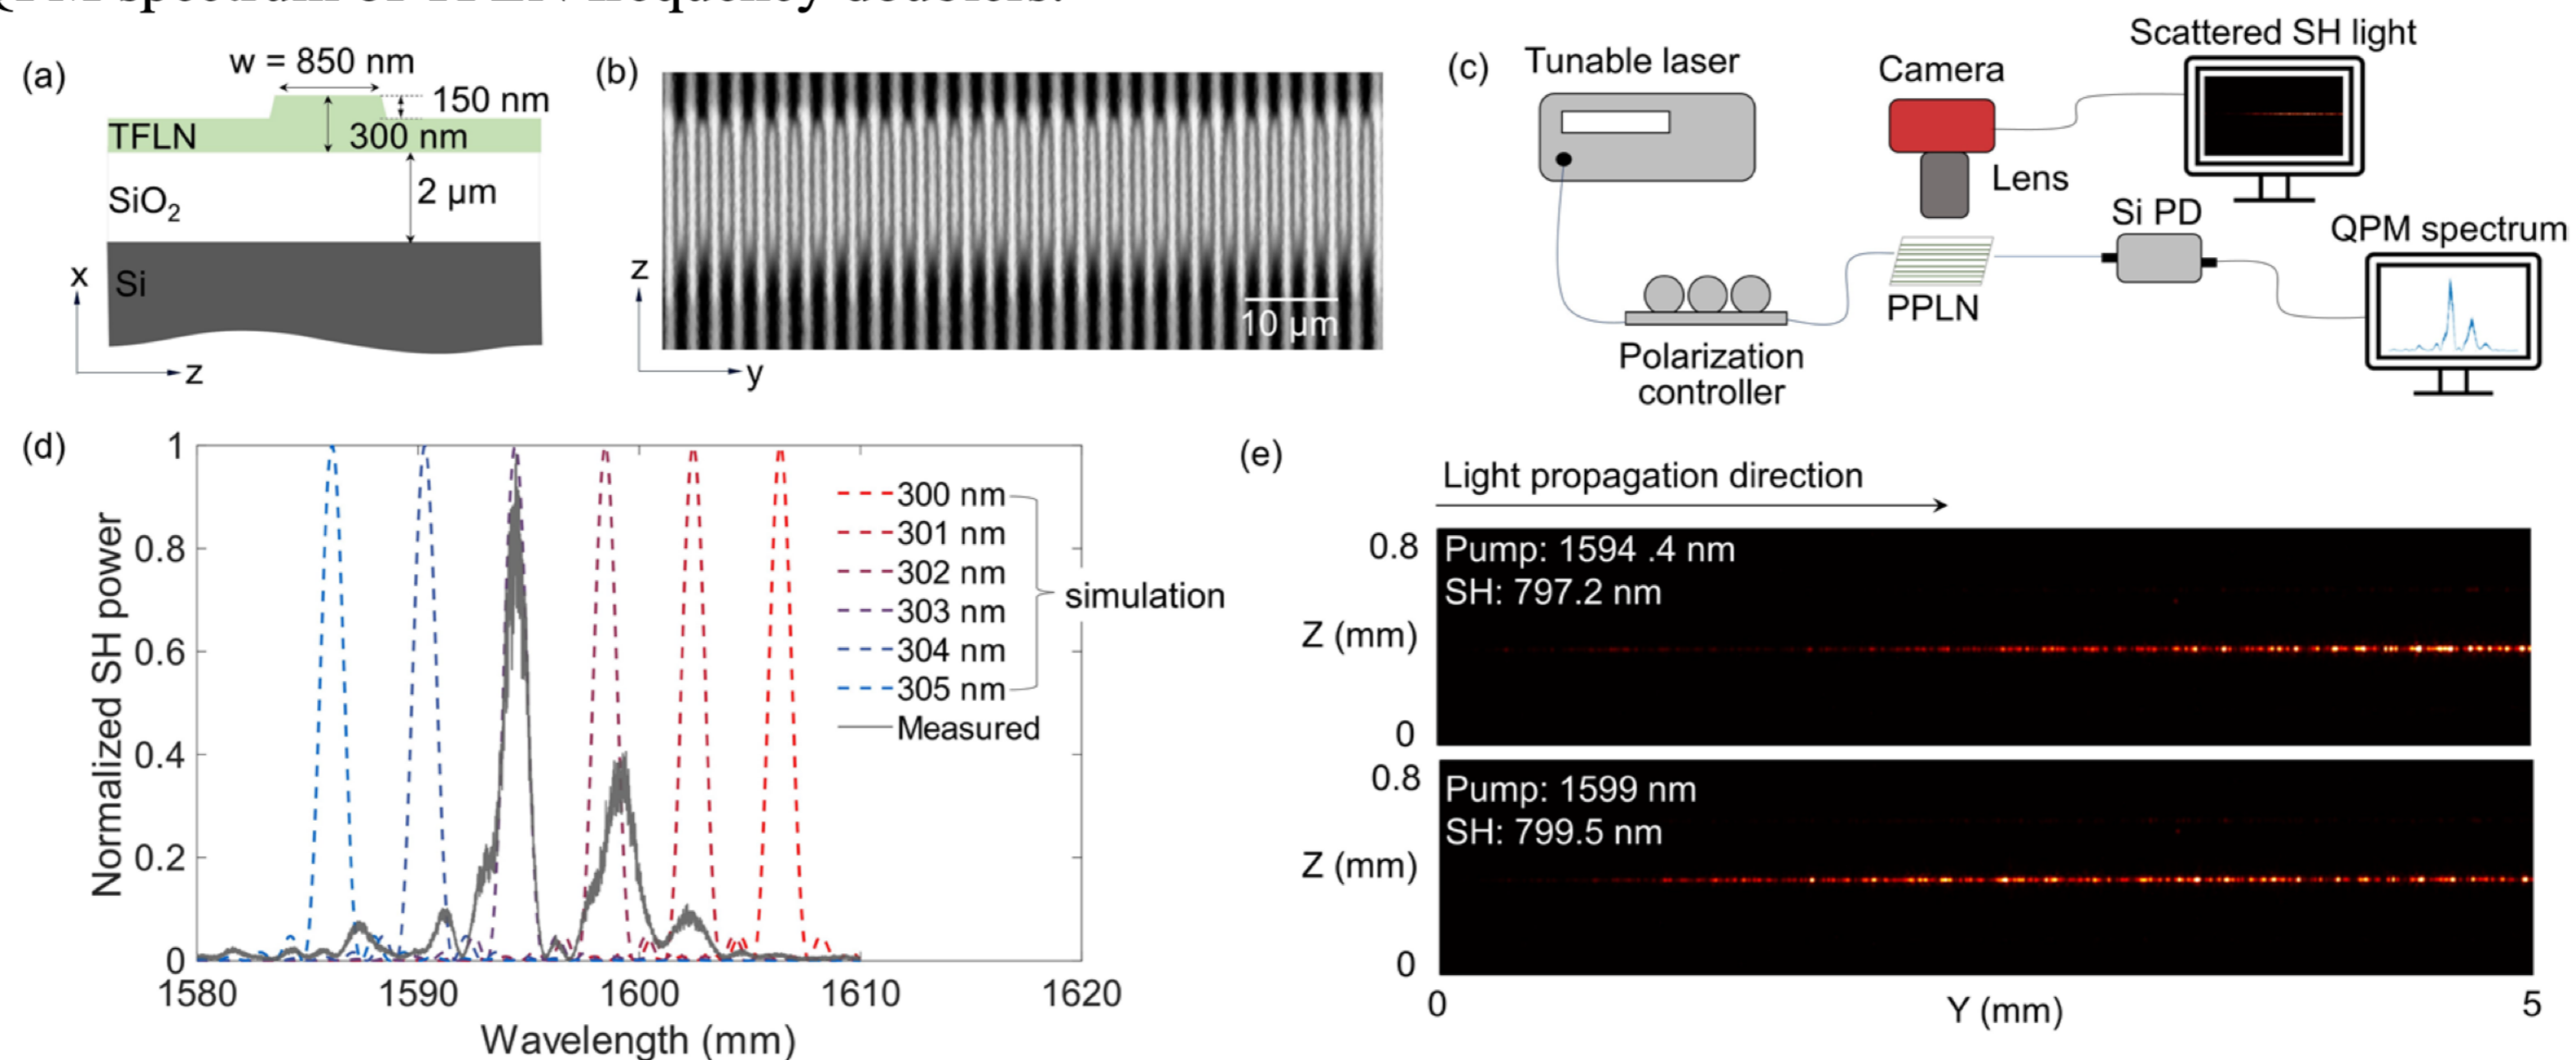 (a)
w = 850 nm
150 nm
TFLN
300 nm
SiO2
2 µm
Si
x
z
(b)
10 µm
z
y
(c)
Tunable laser
Camera
Scattered SH light
Lens
Si PD
QPM spectrum
PPLN
Polarization
controller
(d)
Normalized SH power
1
0.8
0.6
0.4
0.2
0
1580 1590 1600 1610 1620
Wavelength (mm)
300 nm
301 nm
302 nm
303 nm
304 nm
305 nm
Measured
simulation
(e)
Light propagation direction
0.8
Pump: 1594 .4 nm
SH: 797.2 nm
Z (mm)
0
0.8
Pump: 1599 nm
SH: 799.5 nm
Z (mm)
0
0 5
Y (mm)